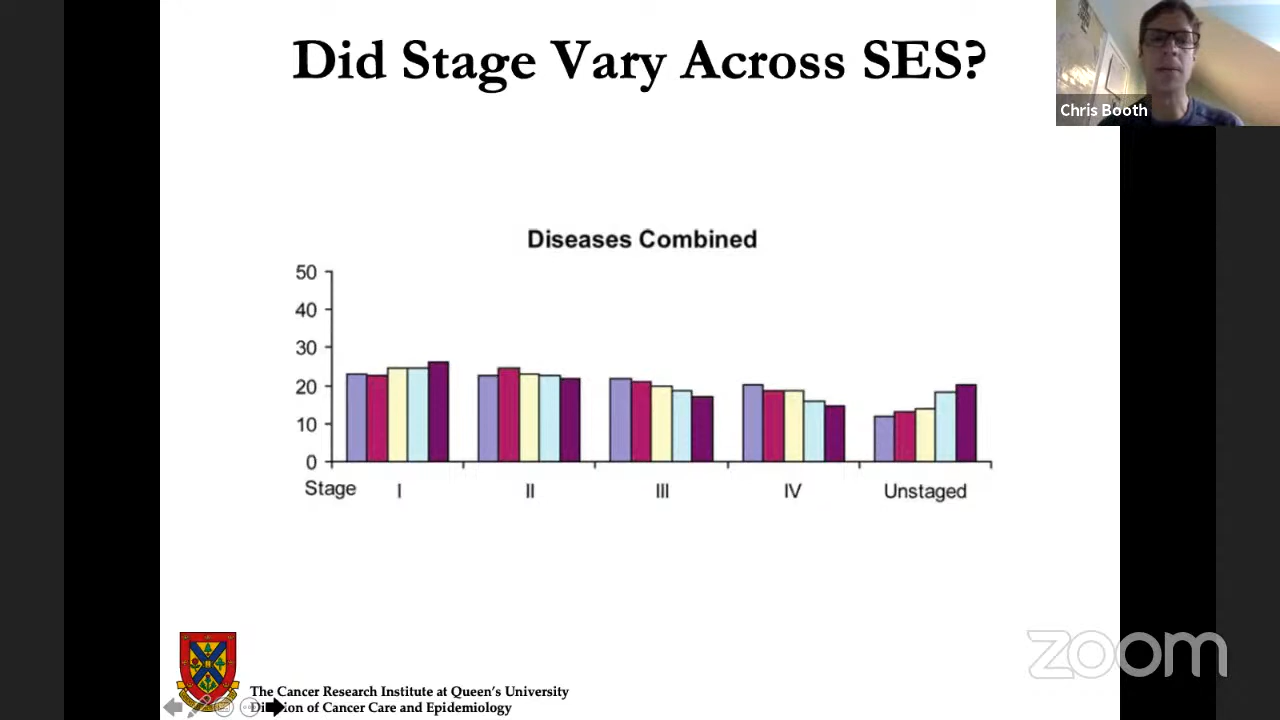 Did Stage Vary Across SES?
Chris Booth
Diseases Combined
50
40
30
20
10
0
Stage I II III IV Unstaged
zoom
The Cancer Research Institute at Queen's University
Division of Cancer Care and Epidemiology